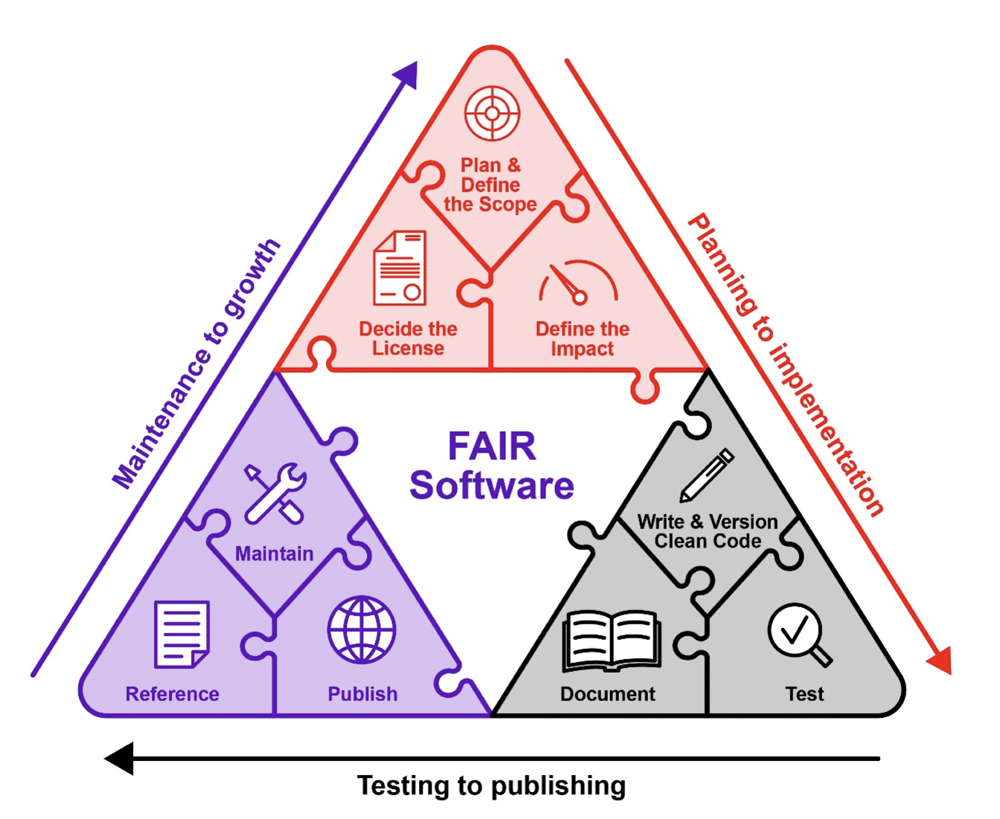 Plan &
Define
the Scope
Decide the
License
Define the
Impact
Maintenance to growth
Planning to implementation
FAIR
Software
Maintain
Reference
Publish
Write & Version
Clean Code
Document
Test
Testing to publishing